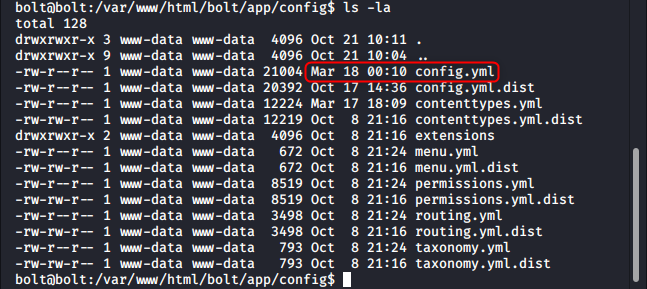 bolt@bolt:/var/www/html/bolt/app/config$ ls -la
total 128
drwxrwxr-x 3 www-data www-data  4096 Oct 21 10:11 .
drwxrwxr-x 9 www-data www-data  4096 Oct 21 10:04 ..
-rw-r--r-- 1 www-data www-data 21004 Mar 18 00:10 config.yml
-rw-rw-r-- 1 www-data www-data 20392 Oct 17 14:36 config.yml.dist
-rw-r--r-- 1 www-data www-data 12224 Mar 17 18:09 contenttypes.yml
-rw-rw-r-- 1 www-data www-data 12219 Oct  8 21:16 contenttypes.yml.dist
drwxrwxr-x 2 www-data www-data  4096 Oct  8 21:16 extensions
-rw-r--r-- 1 www-data www-data   672 Oct  8 21:24 menu.yml
-rw-rw-r-- 1 www-data www-data   672 Oct  8 21:16 menu.yml.dist
-rw-r--r-- 1 www-data www-data  8519 Oct  8 21:24 permissions.yml
-rw-rw-r-- 1 www-data www-data  8519 Oct  8 21:16 permissions.yml.dist
-rw-r--r-- 1 www-data www-data  3498 Oct  8 21:24 routing.yml
-rw-rw-r-- 1 www-data www-data  3498 Oct  8 21:16 routing.yml.dist
-rw-r--r-- 1 www-data www-data   793 Oct  8 21:24 taxonomy.yml
-rw-rw-r-- 1 www-data www-data   793 Oct  8 21:16 taxonomy.yml.dist
bolt@bolt:/var/www/html/bolt/app/config$